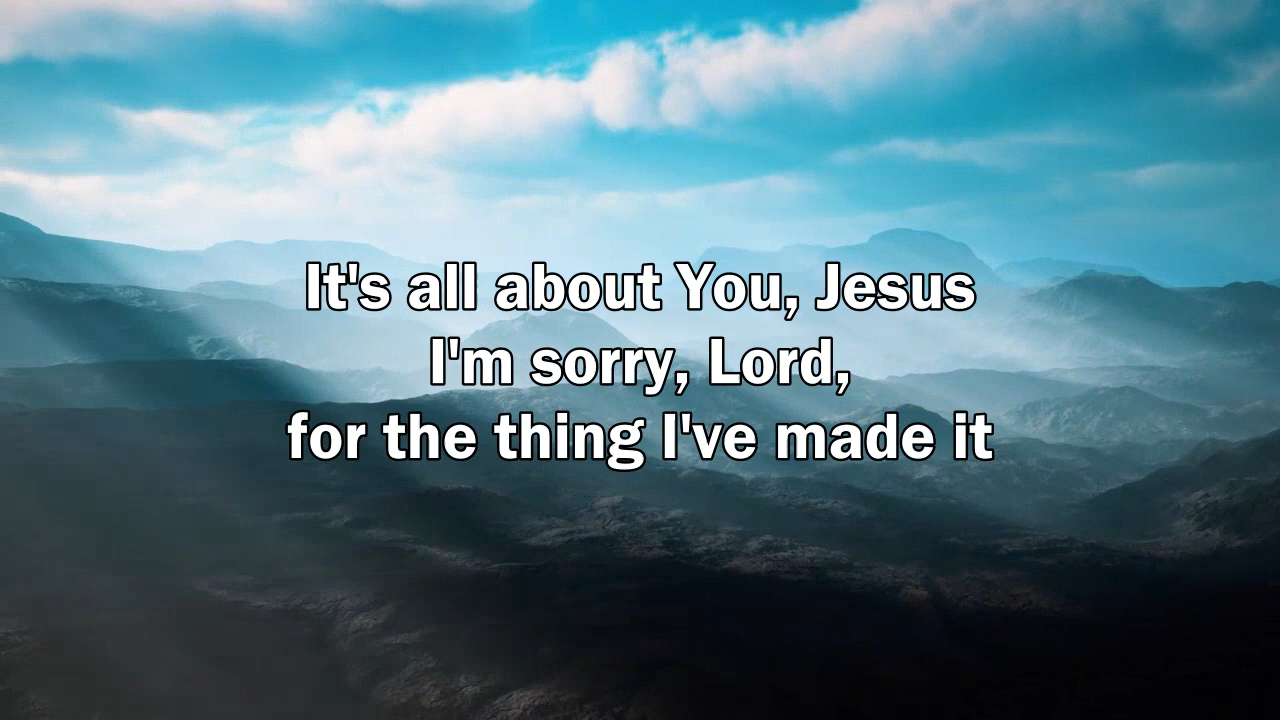 It's all about You, Jesus
I'm sorry, Lord,
for the thing I've made it